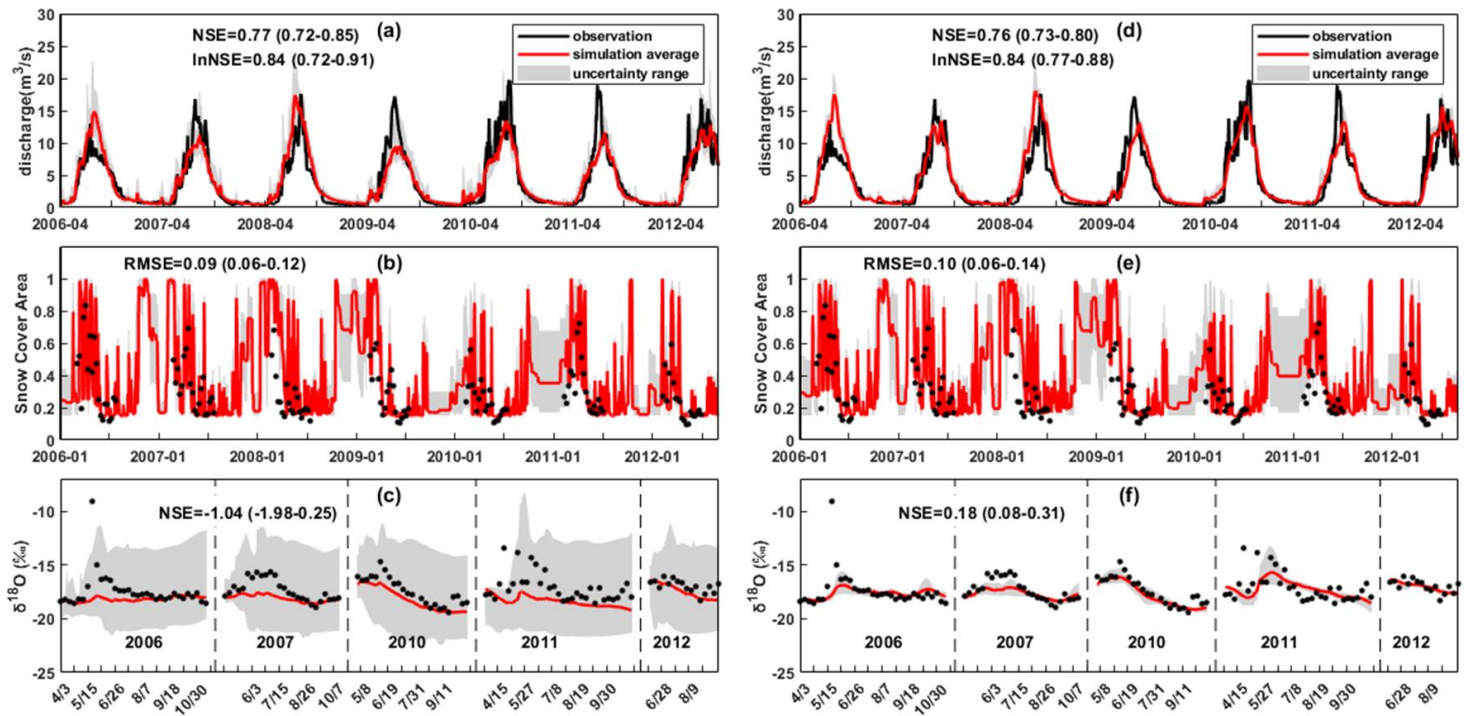 30
25
20
15
10
5
0
discharge(m³/s)
NSE=0.77 (0.72-0.85)
lnNSE=0.84 (0.72-0.91)
(a)
observation
simulation average
uncertainty range
2006-04 2007-04 2008-04 2009-04 2010-04 2011-04 2012-04
30
25
20
15
10
5
0
discharge(m³/s)
NSE=0.76 (0.73-0.80)
lnNSE=0.84 (0.77-0.88)
(d)
observation
simulation average
uncertainty range
2006-04 2007-04 2008-04 2009-04 2010-04 2011-04 2012-04
1
0.8
0.6
0.4
0.2
0
Snow Cover Area
RMSE=0.09 (0.06-0.12) (b)
2006-01 2007-01 2008-01 2009-01 2010-01 2011-01 2012-01
1
0.8
0.6
0.4
0.2
0
Snow Cover Area
RMSE=0.10 (0.06-0.14) (e)
2006-01 2007-01 2008-01 2009-01 2010-01 2011-01 2012-01
-10
-15
-20
-25
δ¹⁸O (‰)
(c)
NSE=-1.04 (-1.98-0.25)
2006 2007 2010 2011 2012
4/3 5/15 6/26 8/7 9/18 10/30 6/3 7/15 8/26 10/7 5/8 6/19 7/31 9/11 4/15 5/27 7/8 8/19 9/30 6/28 8/9
-10
-15
-20
-25
δ¹⁸O (‰)
(f)
NSE=0.18 (0.08-0.31)
2006 2007 2010 2011 2012
4/3 5/15 6/26 8/7 9/18 10/30 6/3 7/15 8/26 10/7 5/8 6/19 7/31 9/11 4/15 5/27 7/8 8/19 9/30 6/28 8/9